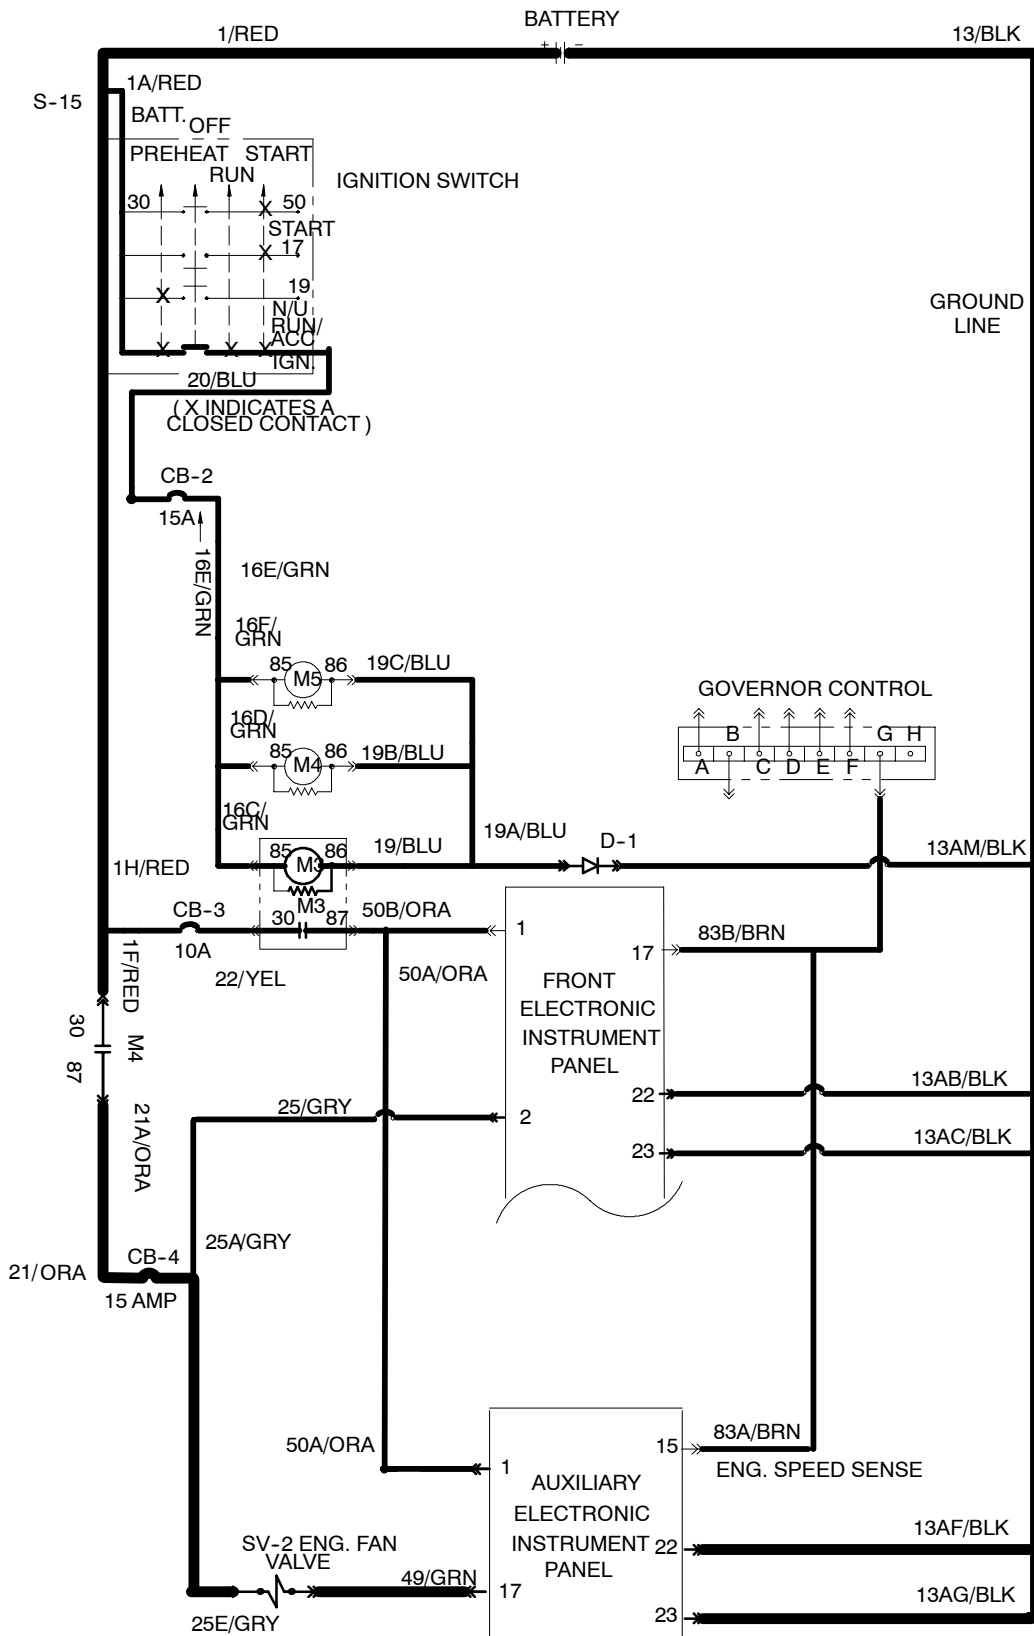 BATTERY
1/RED
+ -
13/BLK
1A/RED
S-15
BATT.
OFF
PREHEAT START
RUN
IGNITION SWITCH
30
X 50
START
X 17
X
19
N/U
RUN/
ACC
X X X
IGN.
20/BLU
( X INDICATES A
CLOSED CONTACT )
GROUND
LINE
CB-2
15A
16E/GRN
16E/GRN
16F/
GRN
85 M5 86
19C/BLU
16D/
GRN
85 M4 86
19B/BLU
16C/
GRN
85 M3 86
19/BLU
19A/BLU
D-1
13AM/BLK
GOVERNOR CONTROL
A B C D E F G H
1H/RED
M3
CB-3
10A
30 87
50B/ORA
1
22/YEL
50A/ORA
1F/RED
30
87
M4
21A/ORA
17
83B/BRN
FRONT
ELECTRONIC
INSTRUMENT
PANEL
22
13AB/BLK
25/GRY
2
23
13AC/BLK
25A/GRY
CB-4
21/ORA
15 AMP
50A/ORA
1
15
83A/BRN
ENG. SPEED SENSE
AUXILIARY
ELECTRONIC
INSTRUMENT
PANEL
22
13AF/BLK
SV-2 ENG. FAN
VALVE
49/GRN
17
25E/GRY
23
13AG/BLK